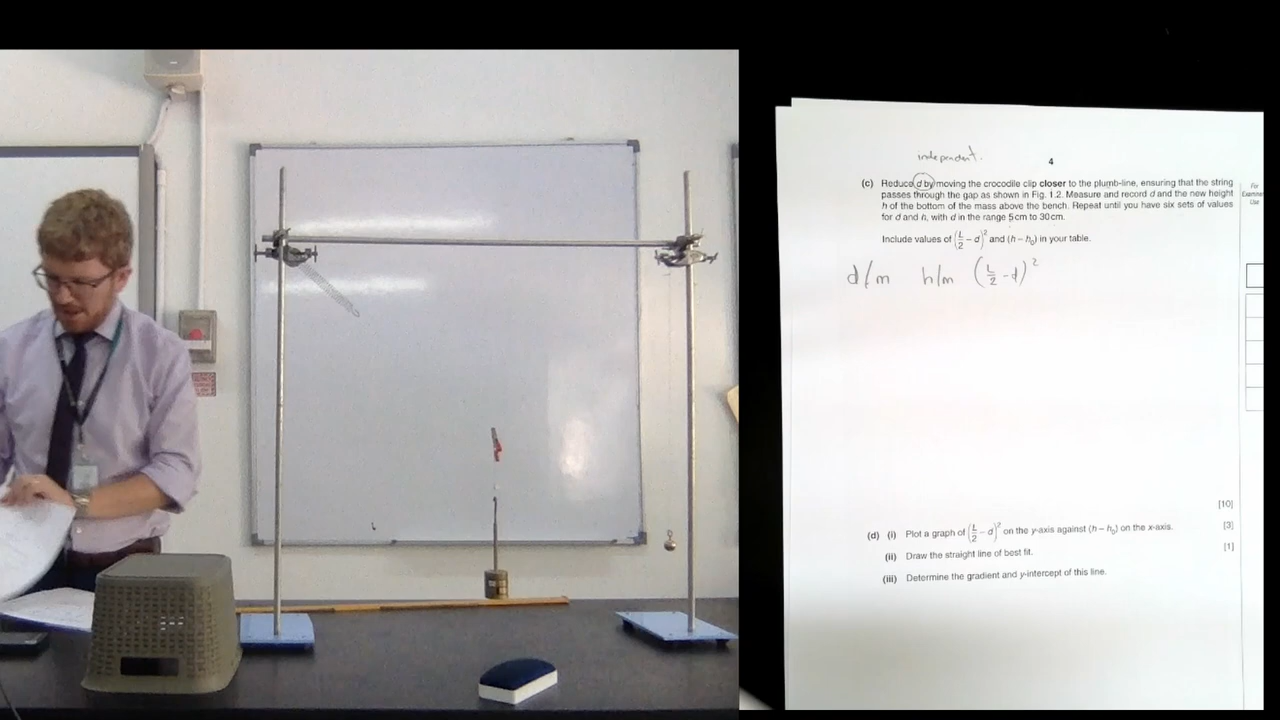 independent.
4
(c) Reduce d by moving the crocodile clip closer to the plumb-line, ensuring that the string
passes through the gap as shown in Fig. 1.2. Measure and record d and the new height
h of the bottom of the mass above the bench. Repeat until you have six sets of values
for d and h, with d in the range 5cm to 30cm.
For
Examiner's
Use
Include values of (L/2 − d)² and (h − h₀) in your table.
d/m h/m (L/2 − d)²
[10]
(d) (i) Plot a graph of (L/2 − d)² on the y-axis against (h − h₀) on the x-axis. [3]
(ii) Draw the straight line of best fit. [1]
(iii) Determine the gradient and y-intercept of this line.